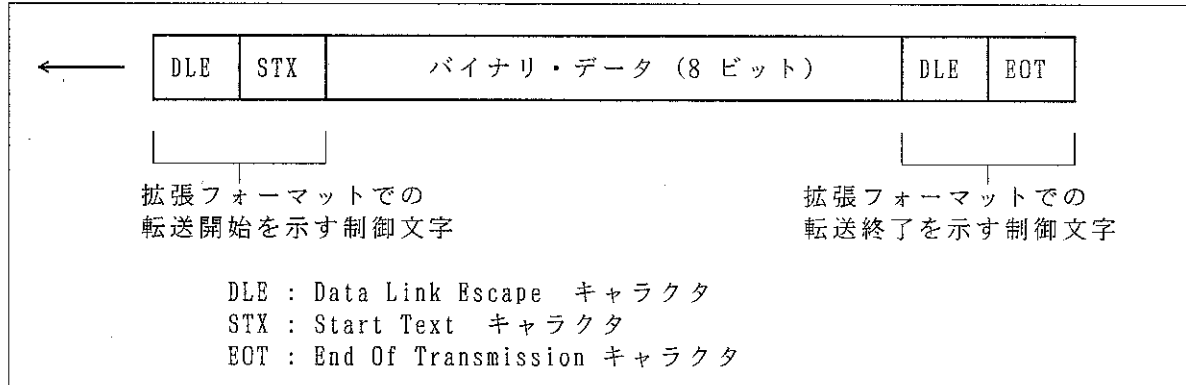 DLE STX バイナリ・データ (8 ビット) DLE EOT
拡張フォーマットでの
転送開始を示す制御文字
拡張フォーマットでの
転送終了を示す制御文字
DLE : Data Link Escape キャラクタ
STX : Start Text キャラクタ
EOT : End Of Transmission キャラクタ